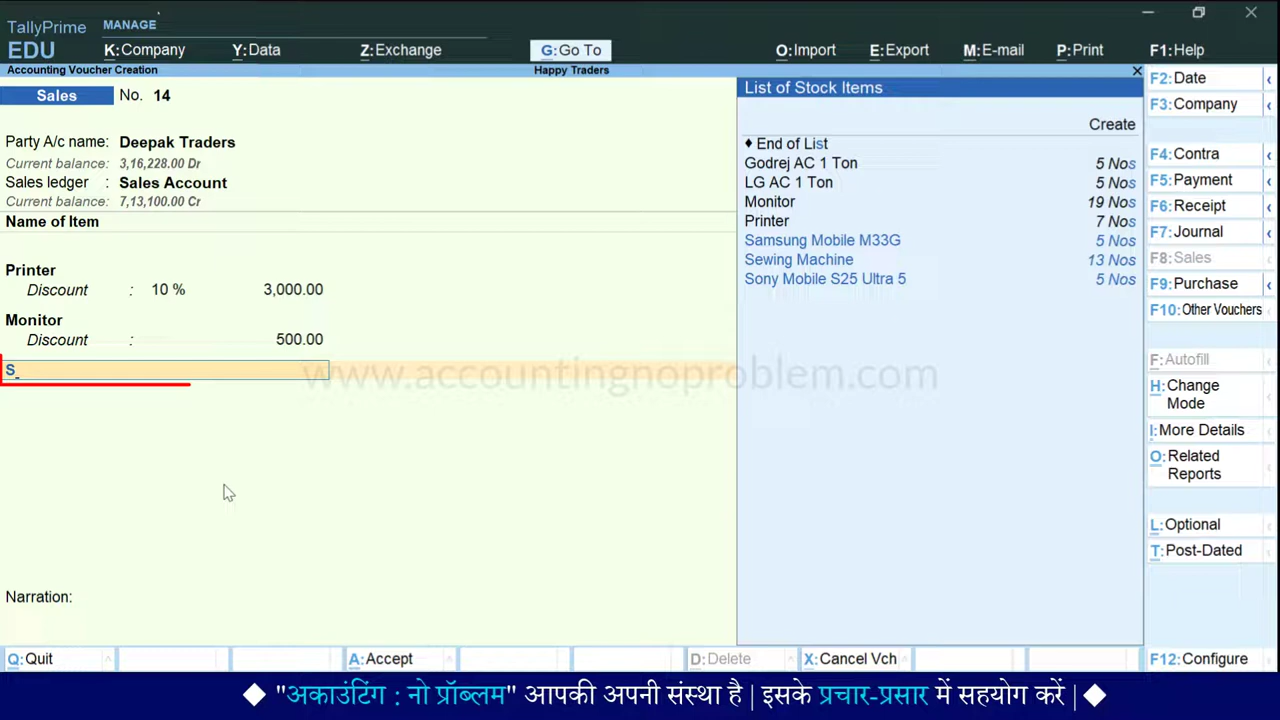 TallyPrime
EDU
MANAGE
K:Company Y:Data Z:Exchange G:Go To O:Import E:Export M:E-mail P:Print F1:Help
Accounting Voucher Creation Happy Traders
Sales No. 14
Party A/c name: Deepak Traders
Current balance: 3,16,228.00 Dr
Sales ledger : Sales Account
Current balance: 7,13,100.00 Cr
Name of Item
Printer
Discount : 10 % 3,000.00
Monitor
Discount : 500.00
S
www.accountingnoproblem.com
Narration:
List of Stock Items
Create
♦ End of List
Godrej AC 1 Ton 5 Nos
LG AC 1 Ton 5 Nos
Monitor 19 Nos
Printer 7 Nos
Samsung Mobile M33G 5 Nos
Sewing Machine 13 Nos
Sony Mobile S25 Ultra 5 5 Nos
F2:Date
F3:Company
F4:Contra
F5:Payment
F6:Receipt
F7:Journal
F8:Sales
F9:Purchase
F10:Other Vouchers
F:Autofill
H:Change
Mode
I:More Details
O:Related
Reports
L:Optional
T:Post-Dated
Q:Quit A:Accept D:Delete X:Cancel Vch F12:Configure
◆ "अकाउंटिंग : नो प्रॉब्लम" आपकी अपनी संस्था है | इसके प्रचार-प्रसार में सहयोग करें |◆